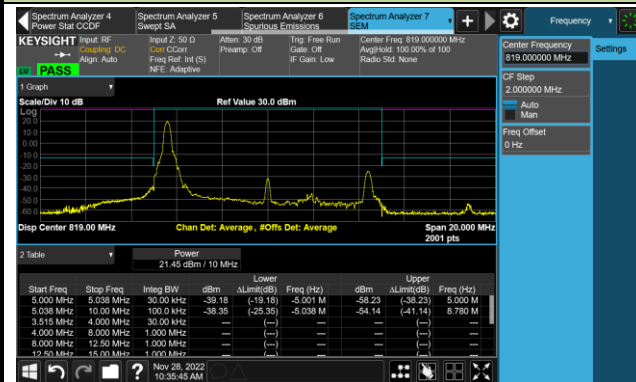 Spectrum Analyzer 4
Power Stat CCDF
Spectrum Analyzer 5
Swept SA
Spectrum Analyzer 6
Spurious Emissions
Spectrum Analyzer 7
SEM
Frequency
KEYSIGHT
Input: RF
Coupling: DC
Align: Auto
Input Z: 50 Ω
Corr CCorr
Freq Ref: Int (S)
NFE: Adaptive
Atten: 30 dB
Preamp: Off
Trig: Free Run
Gate: Off
IF Gain: Low
Center Freq: 819.000000 MHz
Avg|Hold: 100.00% of 100
Radio Std: None
PASS
Center Frequency
819.000000 MHz
Settings
CF Step
2.000000 MHz
Auto
Man
Freq Offset
0 Hz
1 Graph
Scale/Div 10 dB
Ref Value 30.0 dBm
Log
20.0
10.0
0.00
-10.0
-20.0
-30.0
-40.0
-50.0
-60.0
Disp Center 819.00 MHz
Chan Det: Average, #Offs Det: Average
Span 20.000 MHz
2001 pts
2 Table
Power
21.45 dBm / 10 MHz
Lower Upper
Start Freq Stop Freq Integ BW dBm ΔLimit(dB) Freq (Hz) dBm ΔLimit(dB) Freq (Hz)
5.000 MHz 5.038 MHz 30.00 kHz -39.18 (-19.18) -5.001 M -58.23 (-38.23) 5.000 M
5.038 MHz 10.00 MHz 100.0 kHz -38.35 (-25.35) -5.038 M -54.14 (-41.14) 8.780 M
3.515 MHz 4.000 MHz 30.00 kHz --- (---) --- --- (---) ---
4.000 MHz 8.000 MHz 1.000 MHz --- (---) --- --- (---) ---
8.000 MHz 12.50 MHz 1.000 MHz --- (---) --- --- (---) ---
12.50 MHz 15.00 MHz 1.000 MHz --- (---) --- --- (---) ---
Nov 28, 2022
10:35:45 AM